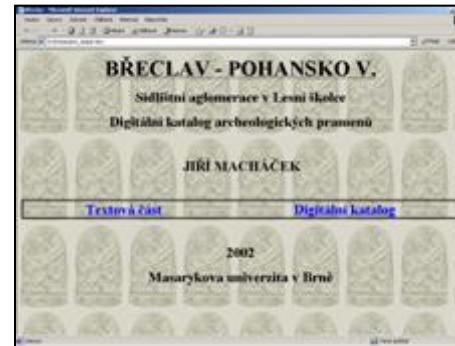 BŘECLAV - POHANSKO V.
Sídlištní aglomerace v Lesní školce
Digitální katalog archeologických pramenů
JIŘÍ MACHÁČEK
Textová část Digitální katalog
2002
Masarykova univerzita v Brně